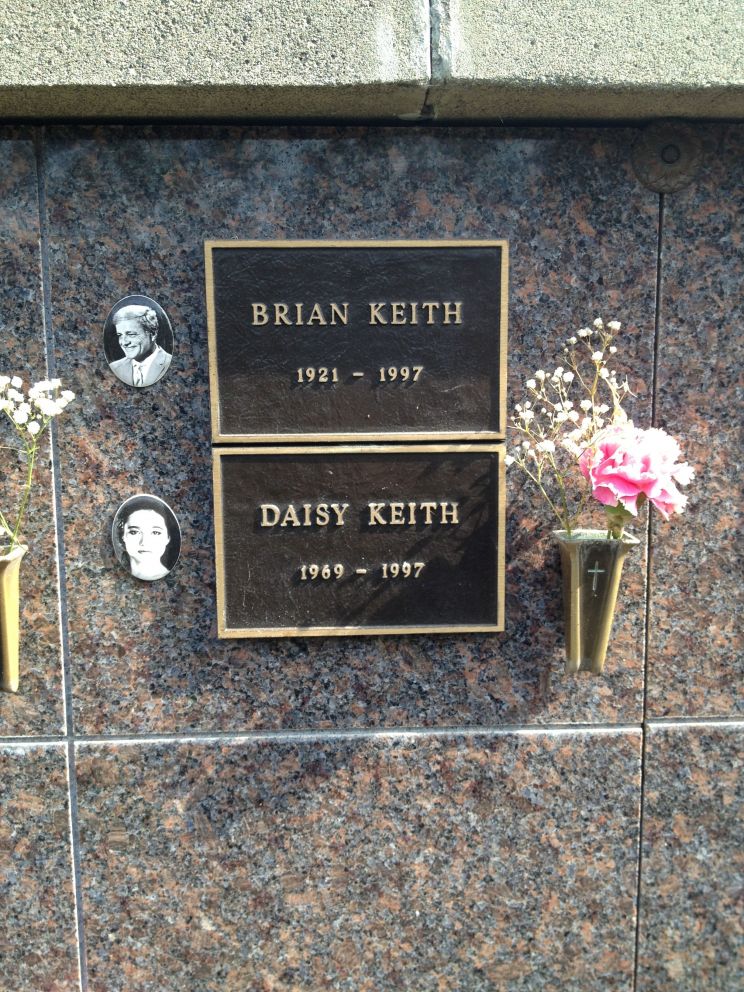 BRIAN KEITH
1921 - 1997
DAISY KEITH
1969 - 1997